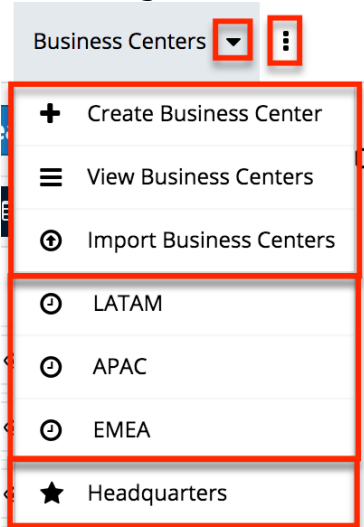 Business Centers
Create Business Center
View Business Centers
Import Business Centers
LATAM
APAC
EMEA
Headquarters